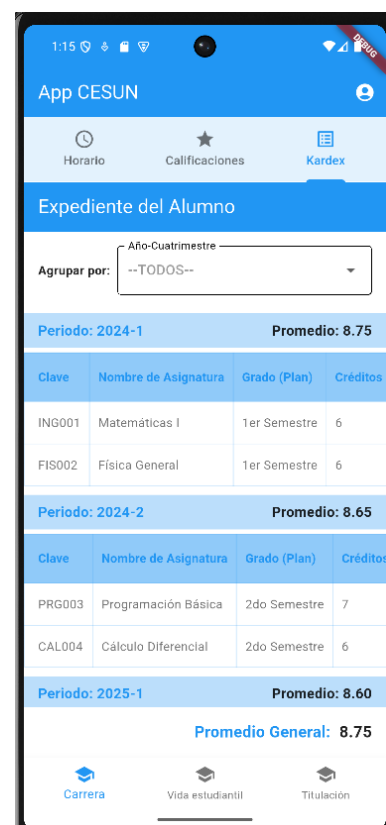 1:15
DEBUG
App CESUN
Horario Calificaciones Kardex
Expediente del Alumno
Año-Cuatrimestre
Agrupar por: --TODOS--
Periodo: 2024-1 Promedio: 8.75
Clave Nombre de Asignatura Grado (Plan) Créditos
ING001 Matemáticas I 1er Semestre 6
FIS002 Física General 1er Semestre 6
Periodo: 2024-2 Promedio: 8.65
Clave Nombre de Asignatura Grado (Plan) Créditos
PRG003 Programación Básica 2do Semestre 7
CAL004 Cálculo Diferencial 2do Semestre 6
Periodo: 2025-1 Promedio: 8.60
Promedio General: 8.75
Carrera Vida estudiantil Titulación